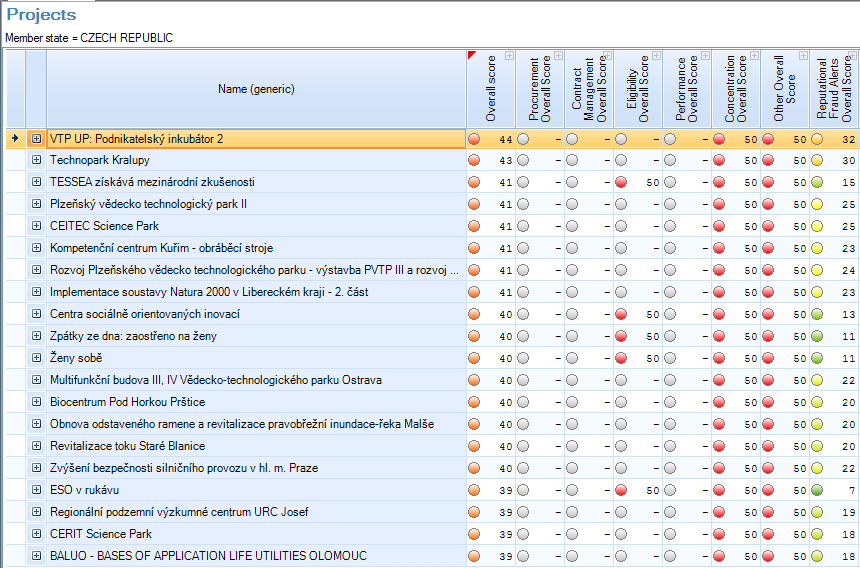 Projects
Member state = CZECH REPUBLIC
Name (generic) Overall score Procurement Overall Score Contract Management Overall Score Eligibility Overall Score Performance Overall Score Concentration Overall Score Other Overall Score Reputational Fraud Alerts Overall Score
VTP UP: Podnikatelský inkubátor 2 44 – – – – 50 50 32
Technopark Kralupy 43 – – – – 50 50 30
TESSEA získává mezinárodní zkušenosti 41 – – 50 – 50 50 15
Plzeňský vědecko technologický park II 41 – – – – 50 50 25
CEITEC Science Park 41 – – – – 50 50 25
Kompetenční centrum Kuřim - obráběcí stroje 41 – – – – 50 50 23
Rozvoj Plzeňského vědecko technologického parku - výstavba PVTP III a rozvoj ... 41 – – – – 50 50 24
Implementace soustavy Natura 2000 v Libereckém kraji - 2. část 41 – – – – 50 50 23
Centra sociálně orientovaných inovací 40 – – 50 – 50 50 13
Zpátky ze dna: zaostřeno na ženy 40 – – 50 – 50 50 11
Ženy sobě 40 – – 50 – 50 50 11
Multifunkční budova III, IV Vědecko-technologického parku Ostrava 40 – – – – 50 50 22
Biocentrum Pod Horkou Prštice 40 – – – – 50 50 20
Obnova odstaveného ramene a revitalizace pravobřežní inundace-řeka Malše 40 – – – – 50 50 20
Revitalizace toku Staré Blanice 40 – – – – 50 50 20
Zvýšení bezpečnosti silničního provozu v hl. m. Praze 40 – – – – 50 50 22
ESO v rukávu 39 – – 50 – 50 50 7
Regionální podzemní výzkumné centrum URC Josef 39 – – – – 50 50 19
CERIT Science Park 39 – – – – 50 50 18
BALUO - BASES OF APPLICATION LIFE UTILITIES OLOMOUC 39 – – – – 50 50 18